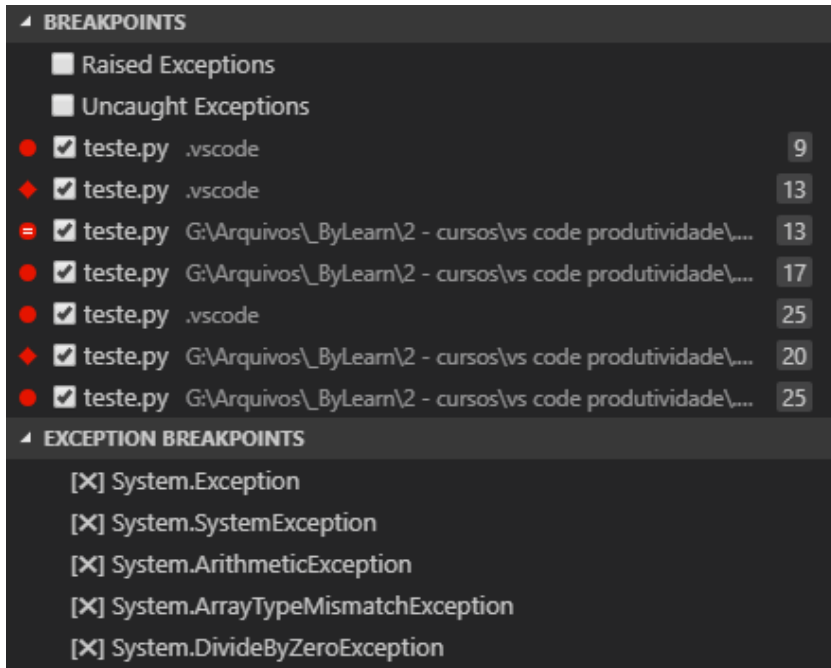 BREAKPOINTS
Raised Exceptions
Uncaught Exceptions
teste.py .vscode 9
teste.py .vscode 13
teste.py G:\Arquivos\_ByLearn\2 - cursos\vs code produtividade\.... 13
teste.py G:\Arquivos\_ByLearn\2 - cursos\vs code produtividade\.... 17
teste.py .vscode 25
teste.py G:\Arquivos\_ByLearn\2 - cursos\vs code produtividade\.... 20
teste.py G:\Arquivos\_ByLearn\2 - cursos\vs code produtividade\.... 25
EXCEPTION BREAKPOINTS
[X] System.Exception
[X] System.SystemException
[X] System.ArithmeticException
[X] System.ArrayTypeMismatchException
[X] System.DivideByZeroException